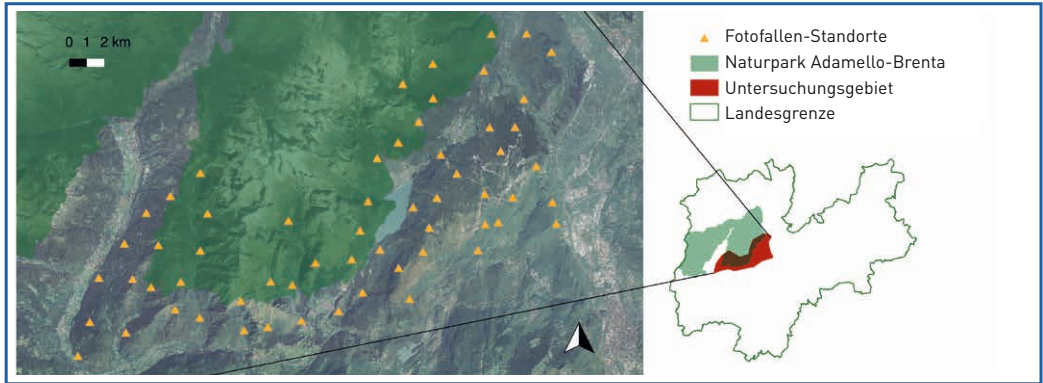 0 1 2 km
Fotofallen-Standorte
Naturpark Adamello-Brenta
Untersuchungsgebiet
Landesgrenze